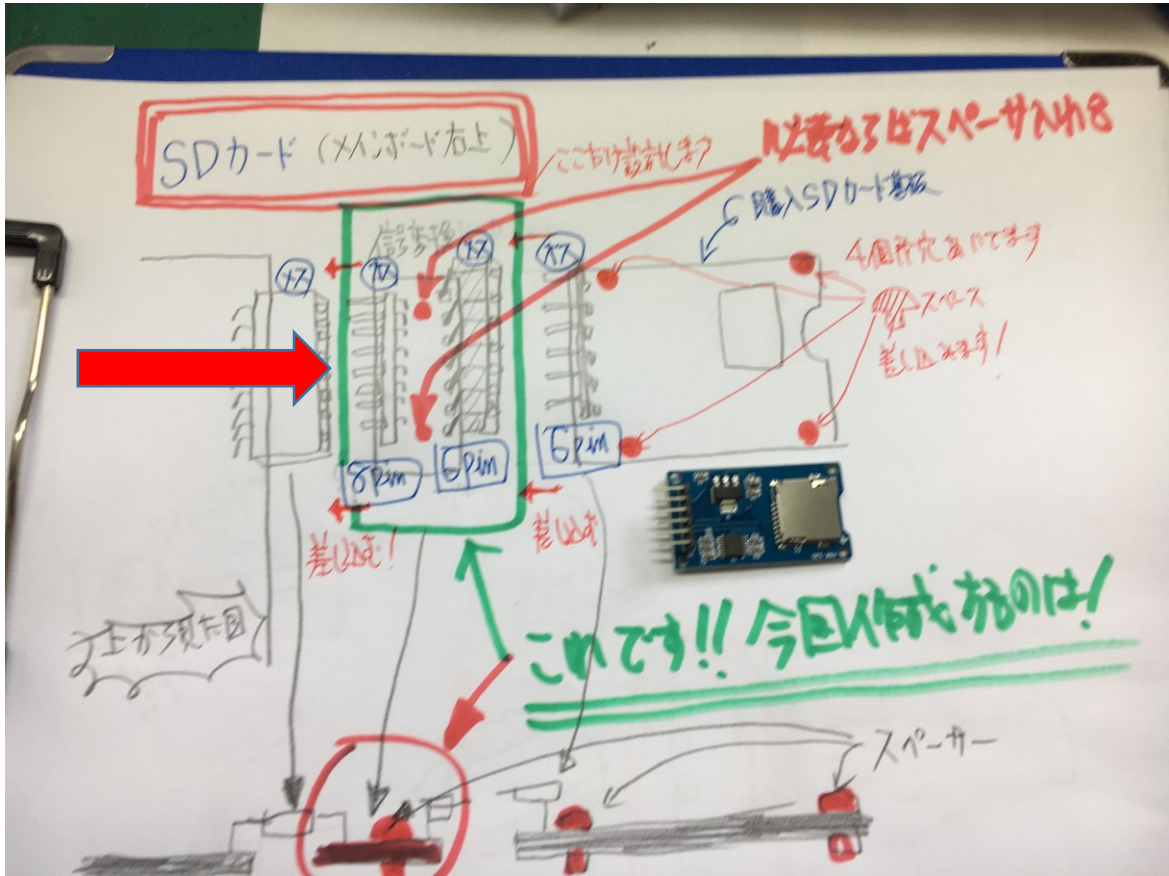 SDカード(メインボード右上)
ここだけ設計します
必要ならばスペーサ入れる
購入SDカード基板
4個所穴あいてます
スペース
差し込みます!
メス
オス
メス
オス
8pin
6pin
6pin
差し込む!
差し込む
上から見た図
これです!! 今回作成するのは!
スペーサー